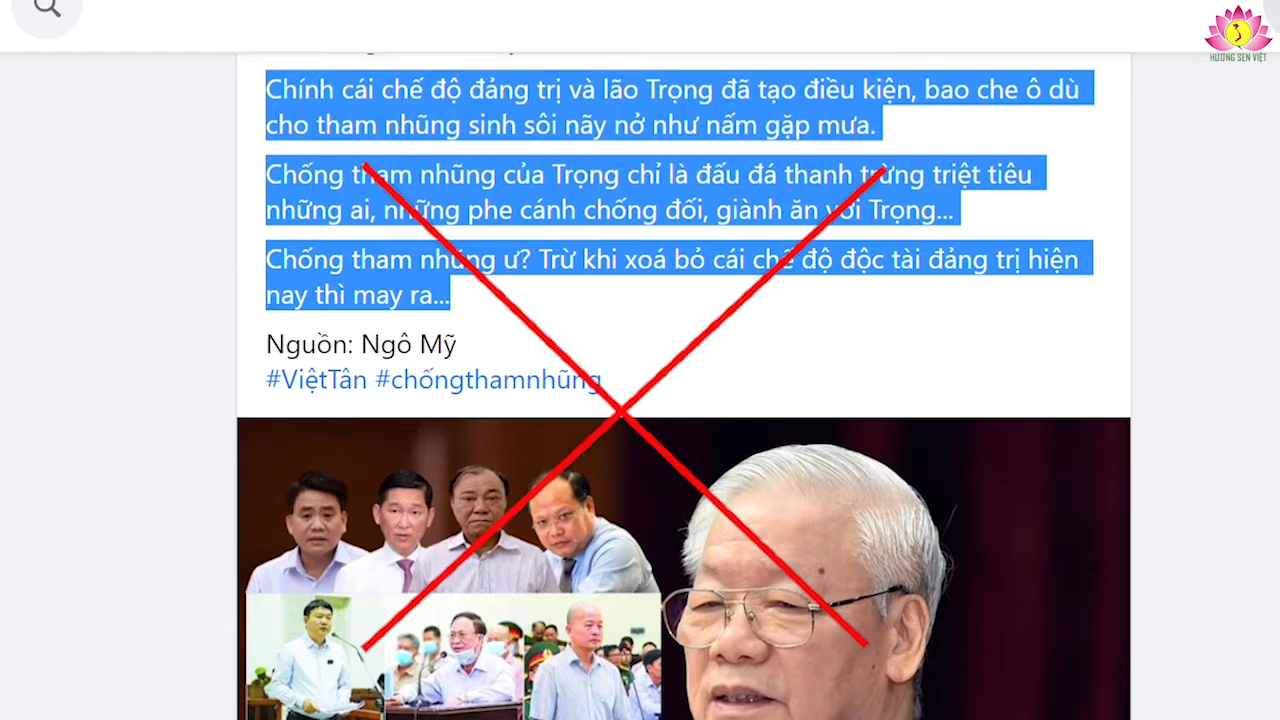 HƯƠNG SEN VIỆT
Chính cái chế độ đảng trị và lão Trọng đã tạo điều kiện, bao che ô dù
cho tham nhũng sinh sôi nãy nở như nấm gặp mưa.
Chống tham nhũng của Trọng chỉ là đấu đá thanh trừng triệt tiêu
những ai, những phe cánh chống đối, giành ăn với Trọng...
Chống tham nhũng ư? Trừ khi xoá bỏ cái chế độ độc tài đảng trị hiện
nay thì may ra...
Nguồn: Ngô Mỹ
#ViệtTân #chốngthamnhũng